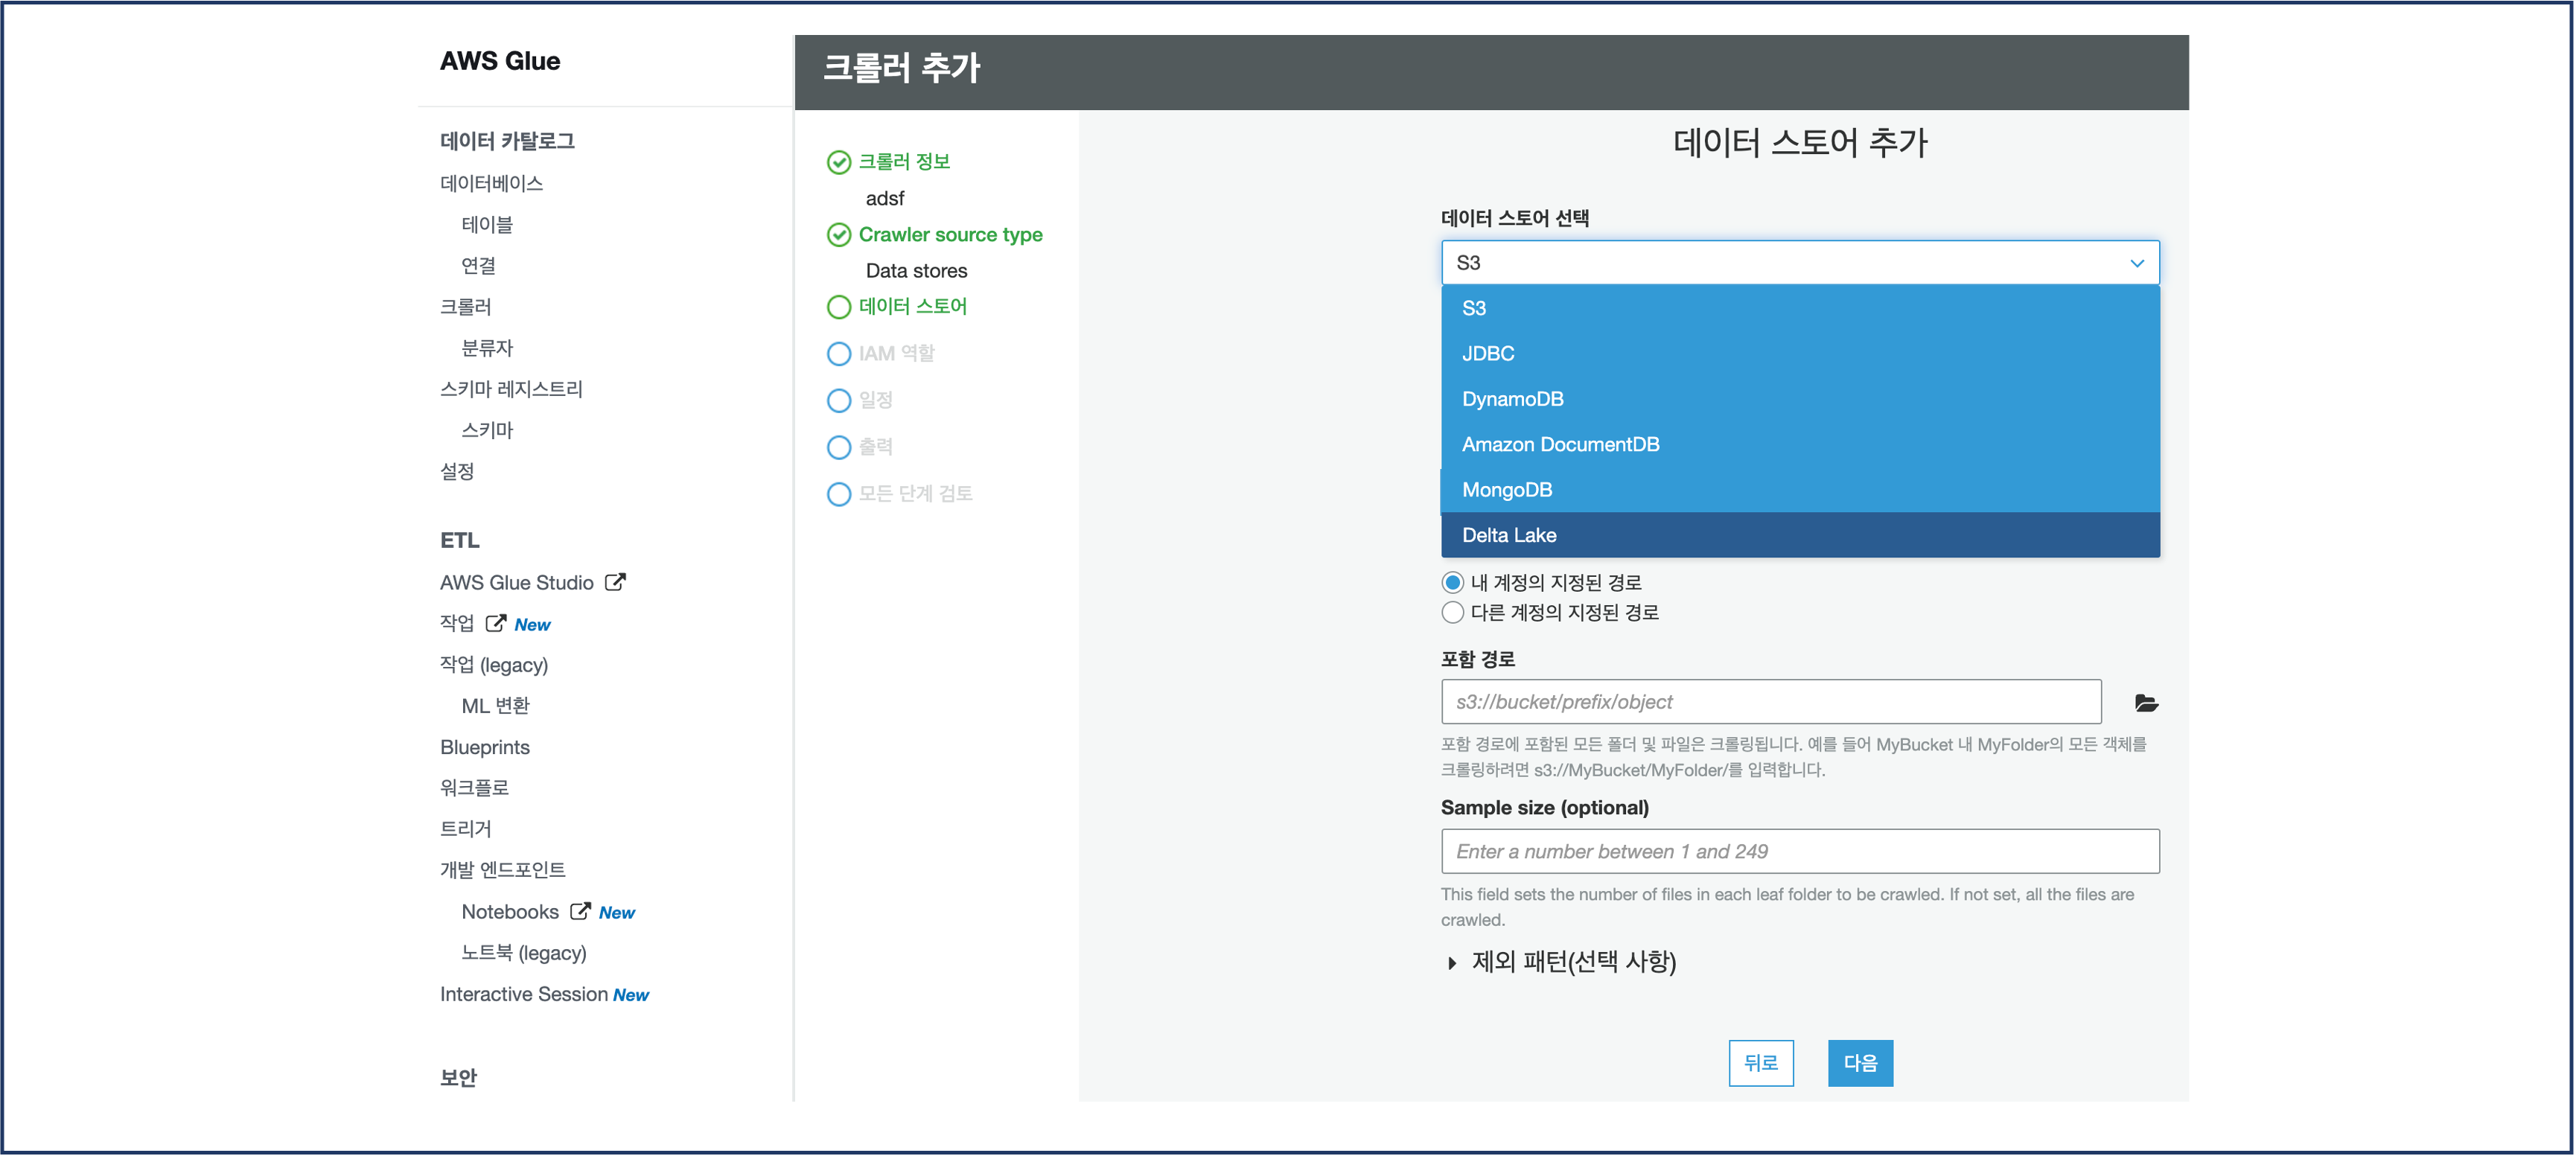 AWS Glue
데이터 카탈로그
데이터베이스
테이블
연결
크롤러
분류자
스키마 레지스트리
스키마
설정
ETL
AWS Glue Studio
작업 New
작업 (legacy)
ML 변환
Blueprints
워크플로
트리거
개발 엔드포인트
Notebooks New
노트북 (legacy)
Interactive Session New
보안
크롤러 추가
크롤러 정보
adsf
Crawler source type
Data stores
데이터 스토어
IAM 역할
일정
출력
모든 단계 검토
데이터 스토어 추가
데이터 스토어 선택
S3
S3
JDBC
DynamoDB
Amazon DocumentDB
MongoDB
Delta Lake
내 계정의 지정된 경로
다른 계정의 지정된 경로
포함 경로
s3://bucket/prefix/object
포함 경로에 포함된 모든 폴더 및 파일은 크롤링됩니다. 예를 들어 MyBucket 내 MyFolder의 모든 객체를
크롤링하려면 s3://MyBucket/MyFolder/를 입력합니다.
Sample size (optional)
Enter a number between 1 and 249
This field sets the number of files in each leaf folder to be crawled. If not set, all the files are
crawled.
제외 패턴(선택 사항)
뒤로 다음